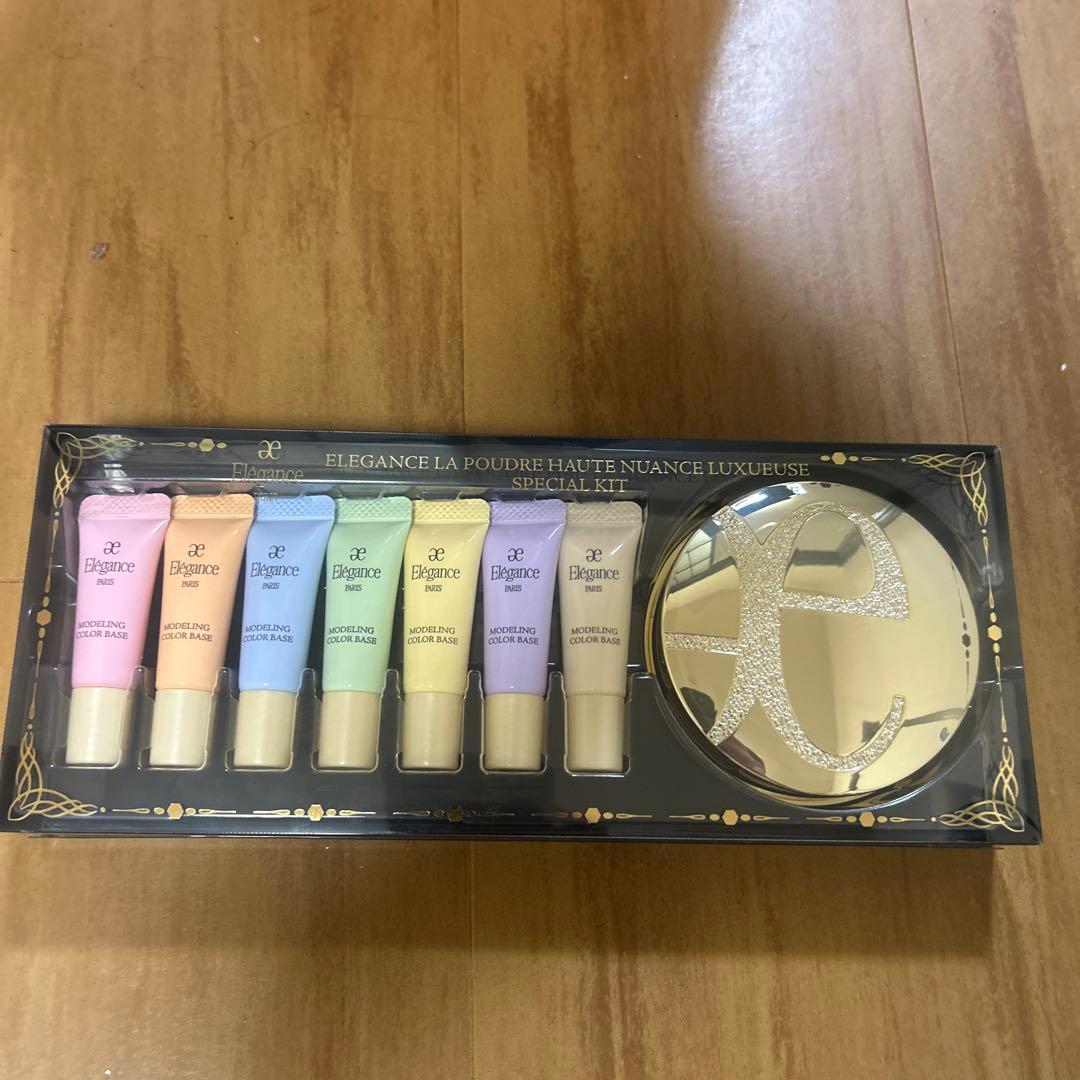 æ
Elégance
PARIS
ELEGANCE LA POUDRE HAUTE NUANCE LUXUEUSE
SPECIAL KIT
æ
Elégance
PARIS
MODELING
COLOR BASE
æ
Elégance
PARIS
MODELING
COLOR BASE
æ
Elégance
PARIS
MODELING
COLOR BASE
æ
Elégance
PARIS
MODELING
COLOR BASE
æ
Elégance
PARIS
MODELING
COLOR BASE
æ
Elégance
PARIS
MODELING
COLOR BASE
æ
Elégance
PARIS
MODELING
COLOR BASE
æ